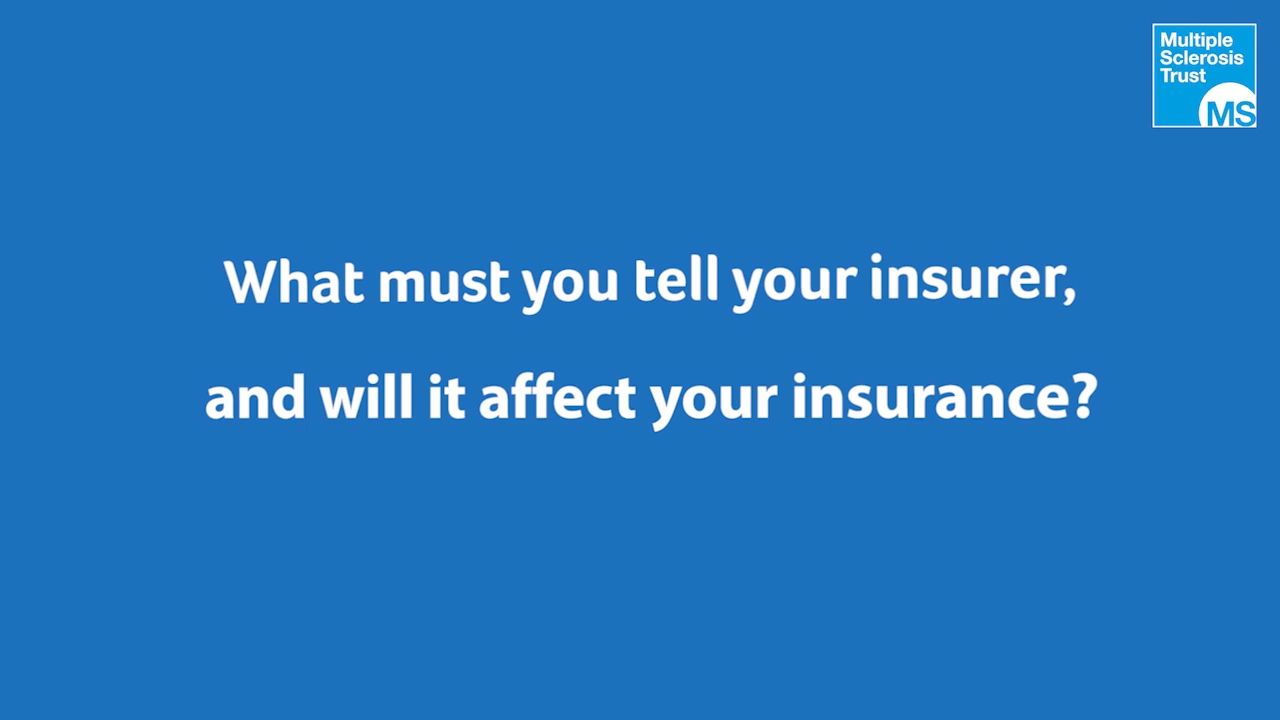 Multiple
Sclerosis
Trust
MS
What must you tell your insurer,
and will it affect your insurance?